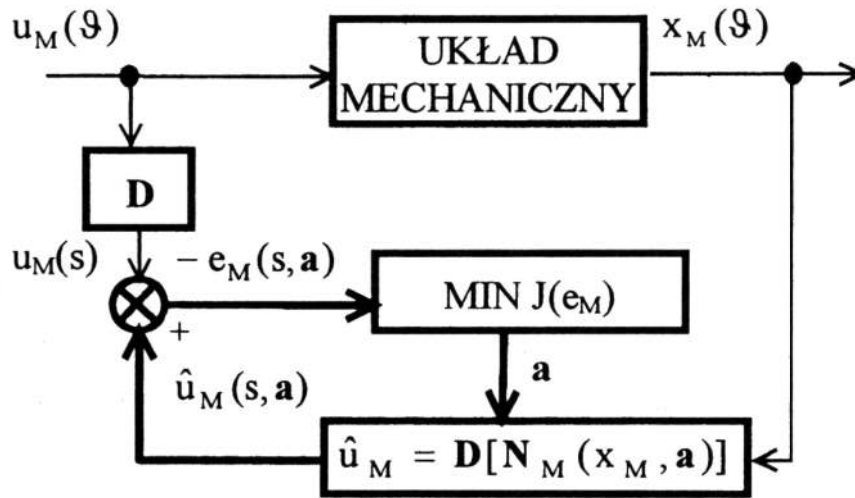 u_M(ϑ)
UKŁAD
MECHANICZNY
x_M(ϑ)
D
u_M(s)
− e_M(s,a)
+
MIN J(e_M)
a
û_M(s,a)
û_M = D[N_M(x_M,a)]